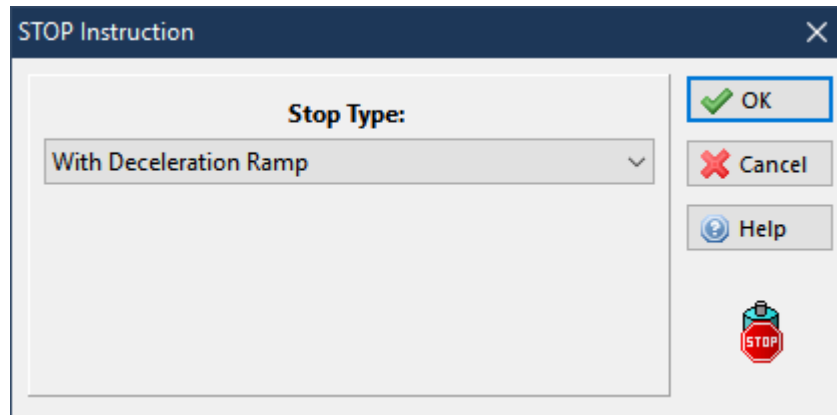 STOP Instruction
Stop Type:
With Deceleration Ramp
OK
Cancel
Help
STOP